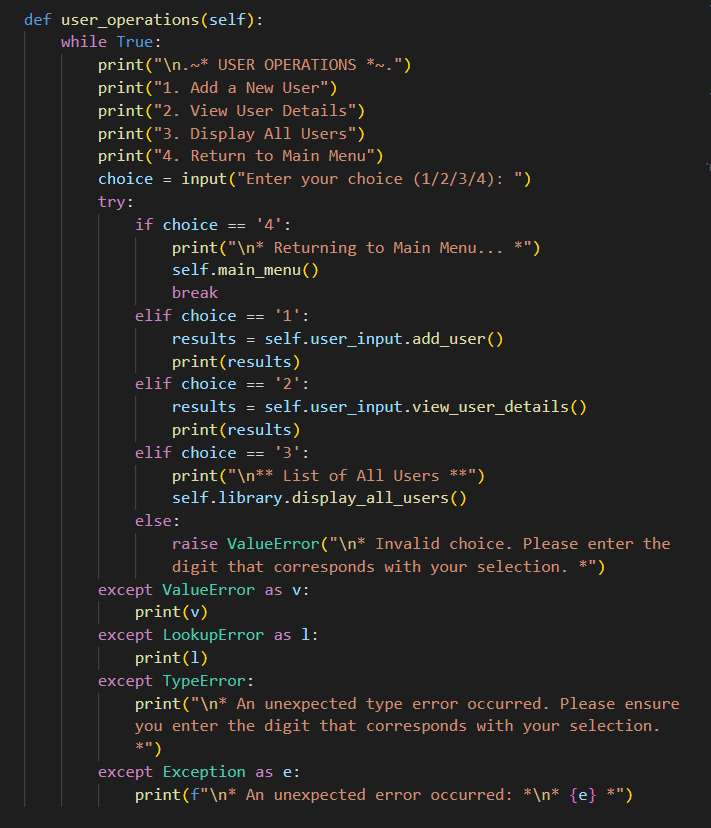 def user_operations(self):
    while True:
        print("\n.~* USER OPERATIONS *~.")
        print("1. Add a New User")
        print("2. View User Details")
        print("3. Display All Users")
        print("4. Return to Main Menu")
        choice = input("Enter your choice (1/2/3/4): ")
        try:
            if choice == '4':
                print("\n* Returning to Main Menu... *")
                self.main_menu()
                break
            elif choice == '1':
                results = self.user_input.add_user()
                print(results)
            elif choice == '2':
                results = self.user_input.view_user_details()
                print(results)
            elif choice == '3':
                print("\n** List of All Users **")
                self.library.display_all_users()
            else:
                raise ValueError("\n* Invalid choice. Please enter the
                digit that corresponds with your selection. *")
        except ValueError as v:
            print(v)
        except LookupError as l:
            print(l)
        except TypeError:
            print("\n* An unexpected type error occurred. Please ensure
            you enter the digit that corresponds with your selection.
            *")
        except Exception as e:
            print(f"\n* An unexpected error occurred: *\n* {e} *")